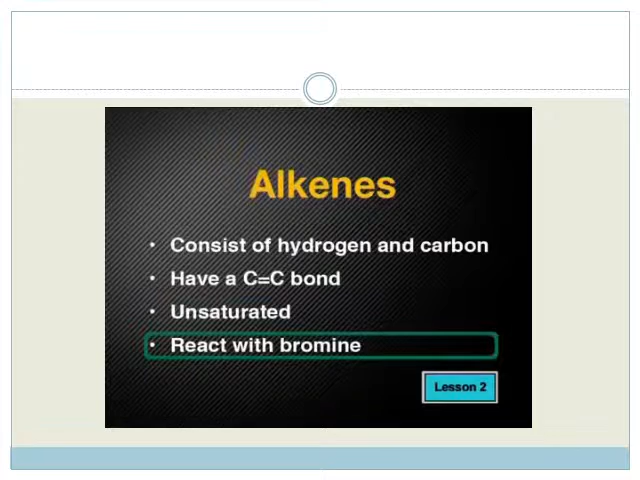 Alkenes
• Consist of hydrogen and carbon
• Have a C=C bond
• Unsaturated
• React with bromine
Lesson 2